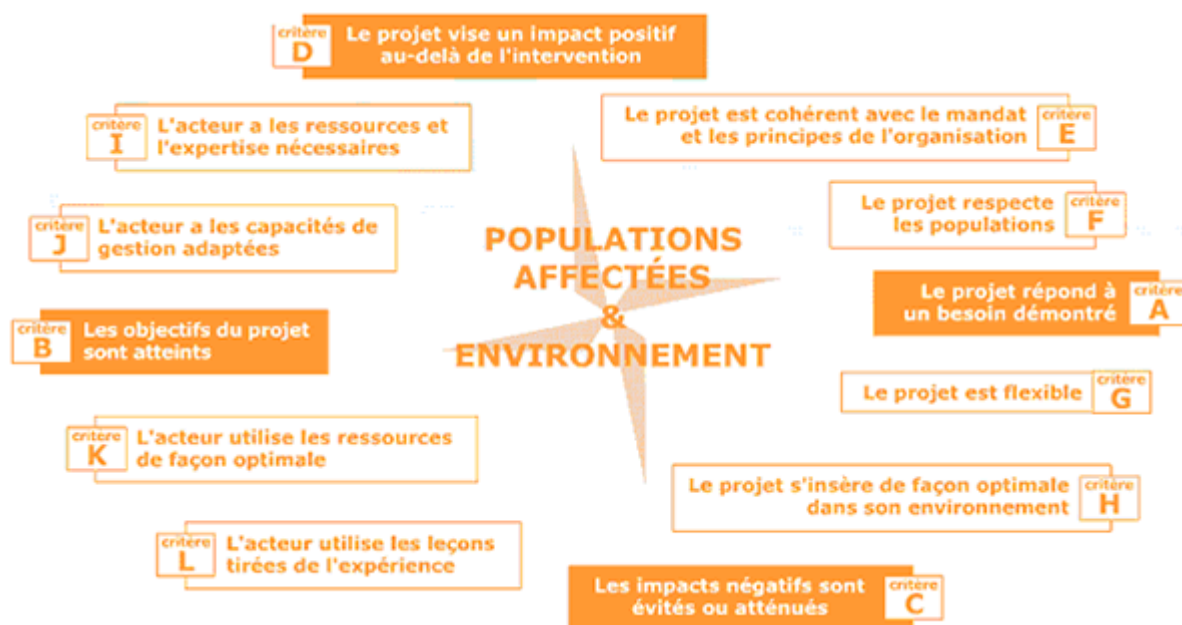 critère
D
Le projet vise un impact positif
au-delà de l'intervention
critère
I
L'acteur a les ressources et
l'expertise nécessaires
Le projet est cohérent avec le mandat
et les principes de l'organisation
critère
E
critère
J
L'acteur a les capacités de
gestion adaptées
Le projet respecte
les populations
critère
F
POPULATIONS
AFFECTÉES
&
ENVIRONNEMENT
Le projet répond à
un besoin démontré
critère
A
critère
B
Les objectifs du projet
sont atteints
Le projet est flexible
critère
G
critère
K
L'acteur utilise les ressources
de façon optimale
Le projet s'insère de façon optimale
dans son environnement
critère
H
critère
L
L'acteur utilise les leçons
tirées de l'expérience
Les impacts négatifs sont
évités ou atténués
critère
C